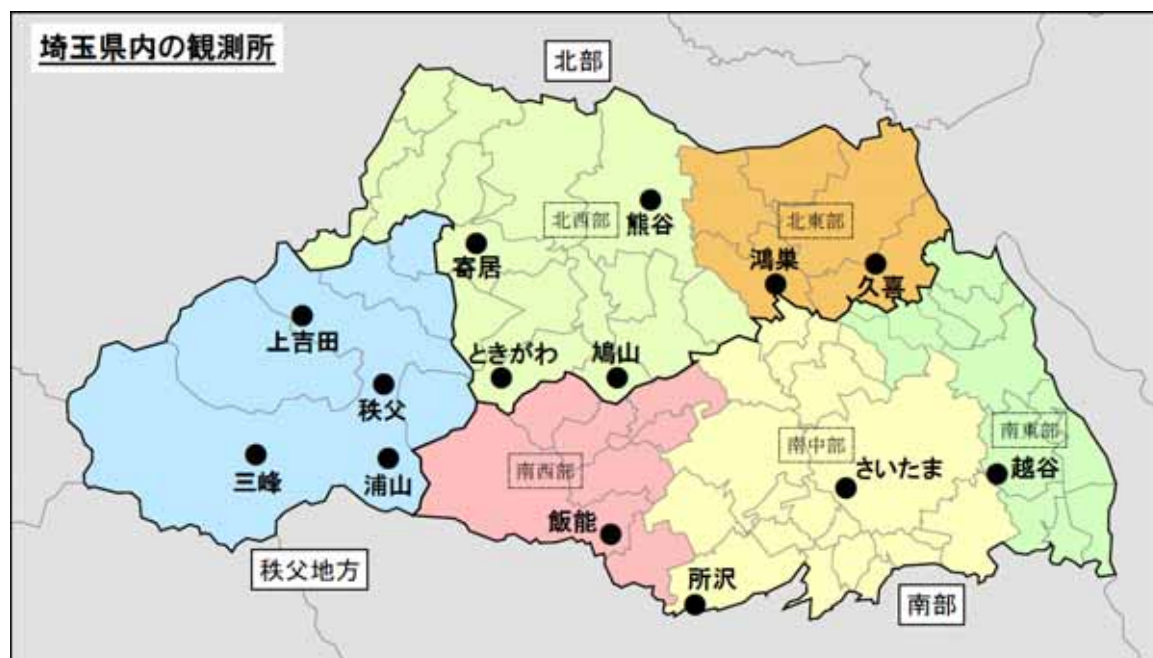 埼玉県内の観測所
北部
北西部
熊谷
北東部
寄居
鴻巣
久喜
上吉田
ときがわ
鳩山
秩父
南西部
南中部
南東部
さいたま
越谷
三峰
浦山
飯能
秩父地方
所沢
南部